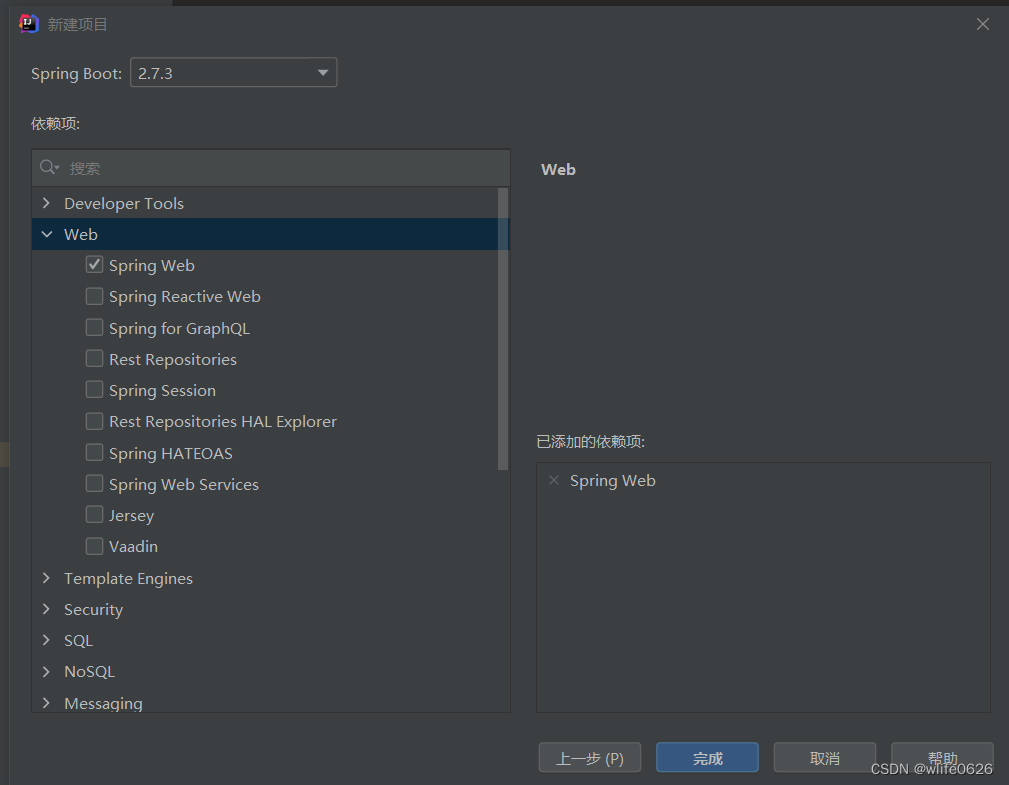 新建项目
Spring Boot: 2.7.3
依赖项:
搜索
Developer Tools
Web
Spring Web
Spring Reactive Web
Spring for GraphQL
Rest Repositories
Spring Session
Rest Repositories HAL Explorer
Spring HATEOAS
Spring Web Services
Jersey
Vaadin
Template Engines
Security
SQL
NoSQL
Messaging
Web
已添加的依赖项:
Spring Web
上一步 (P) 完成 取消 帮助
CSDN @wlife0626